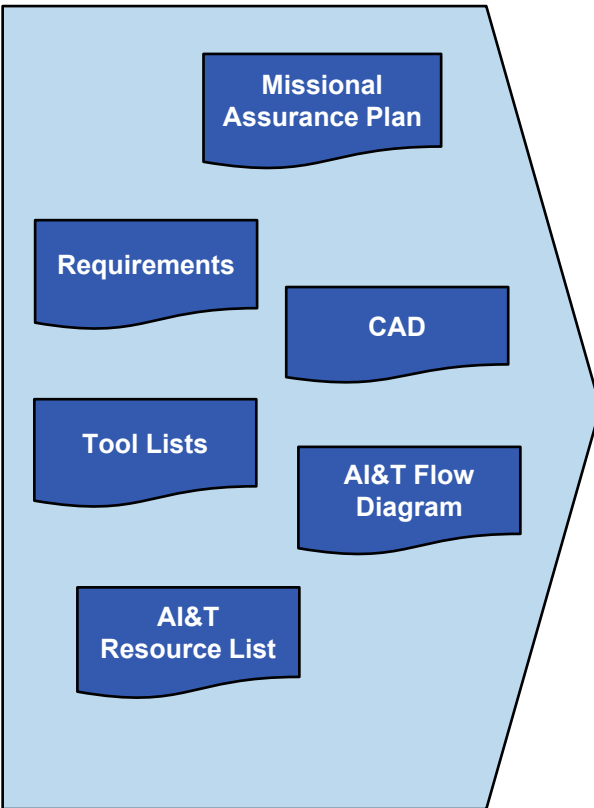 Missional
Assurance Plan
Requirements
CAD
Tool Lists
AI&T Flow
Diagram
AI&T
Resource List